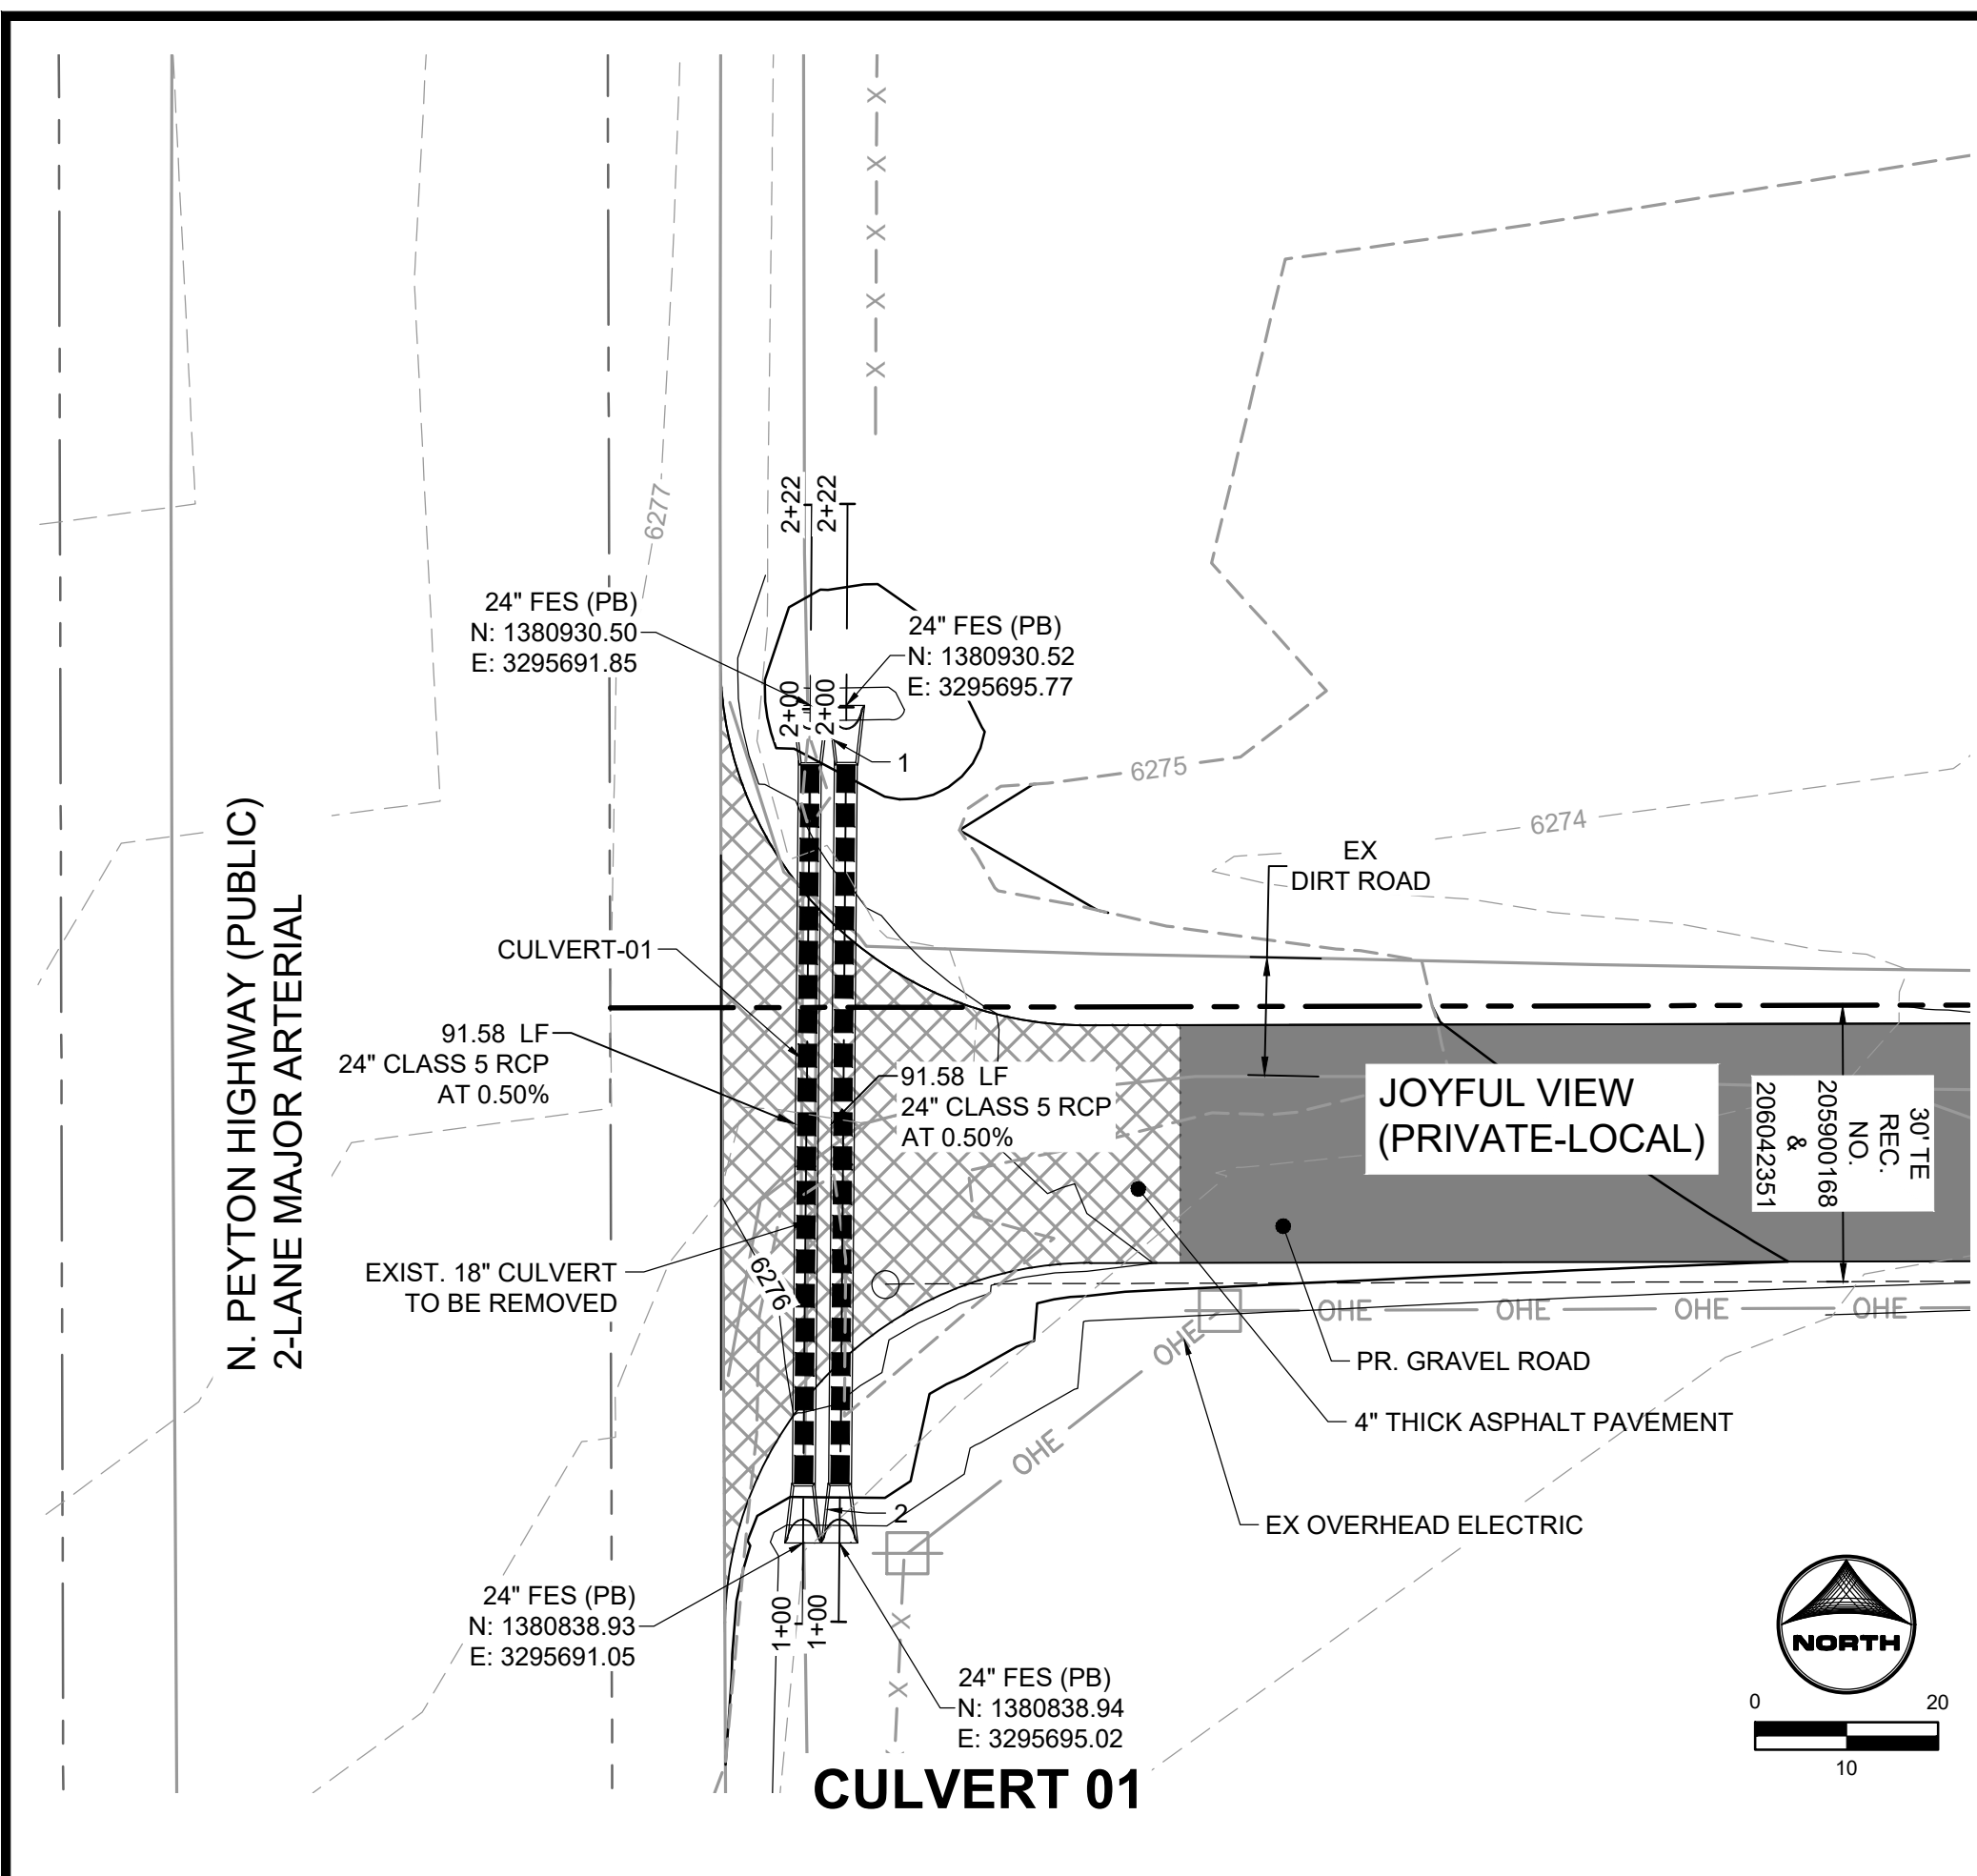 6277
2+22
2+22
24" FES (PB)
N: 1380930.50
E: 3295691.85
24" FES (PB)
N: 1380930.52
E: 3295695.77
2+00
2+00
1
6275
6274
EX
DIRT ROAD
N. PEYTON HIGHWAY (PUBLIC)
2-LANE MAJOR ARTERIAL
CULVERT-01
91.58 LF
24" CLASS 5 RCP
AT 0.50%
91.58 LF
24" CLASS 5 RCP
AT 0.50%
JOYFUL VIEW
(PRIVATE-LOCAL)
30' TE
REC.
NO.
205900168
&
206042351
EXIST. 18" CULVERT
TO BE REMOVED
6276
OHE
OHE
OHE
OHE
OHE
OHE
PR. GRAVEL ROAD
4" THICK ASPHALT PAVEMENT
EX OVERHEAD ELECTRIC
2
24" FES (PB)
N: 1380838.93
E: 3295691.05
1+00
1+00
24" FES (PB)
N: 1380838.94
E: 3295695.02
X
X
X
X
X
X
X
NORTH
0
20
10
CULVERT 01